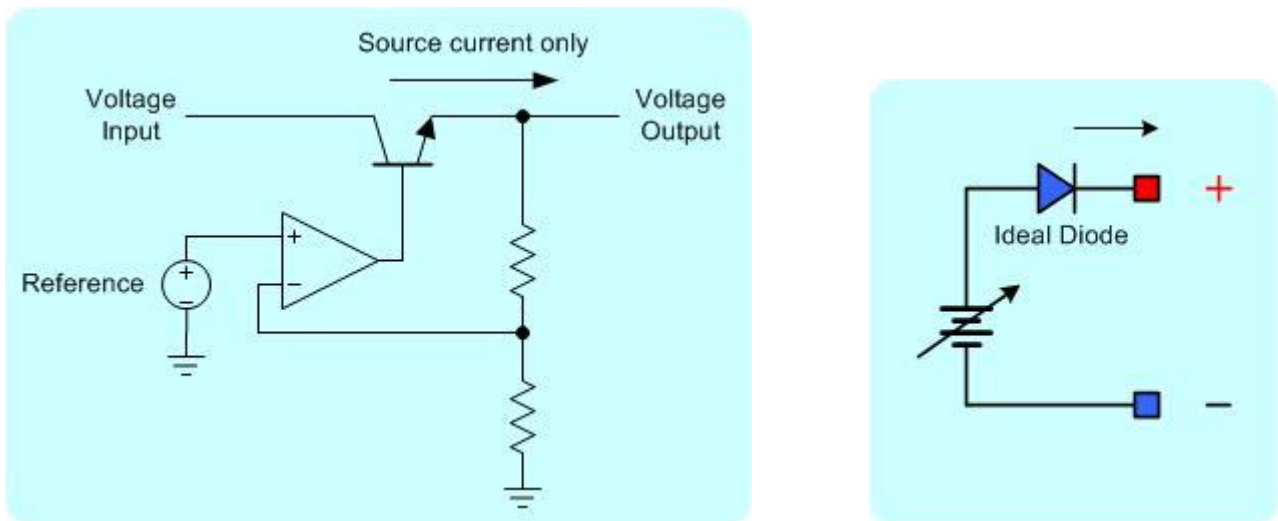 Source current only
Voltage
Input
Voltage
Output
+
−
Reference
+
−
Ideal Diode
+
−